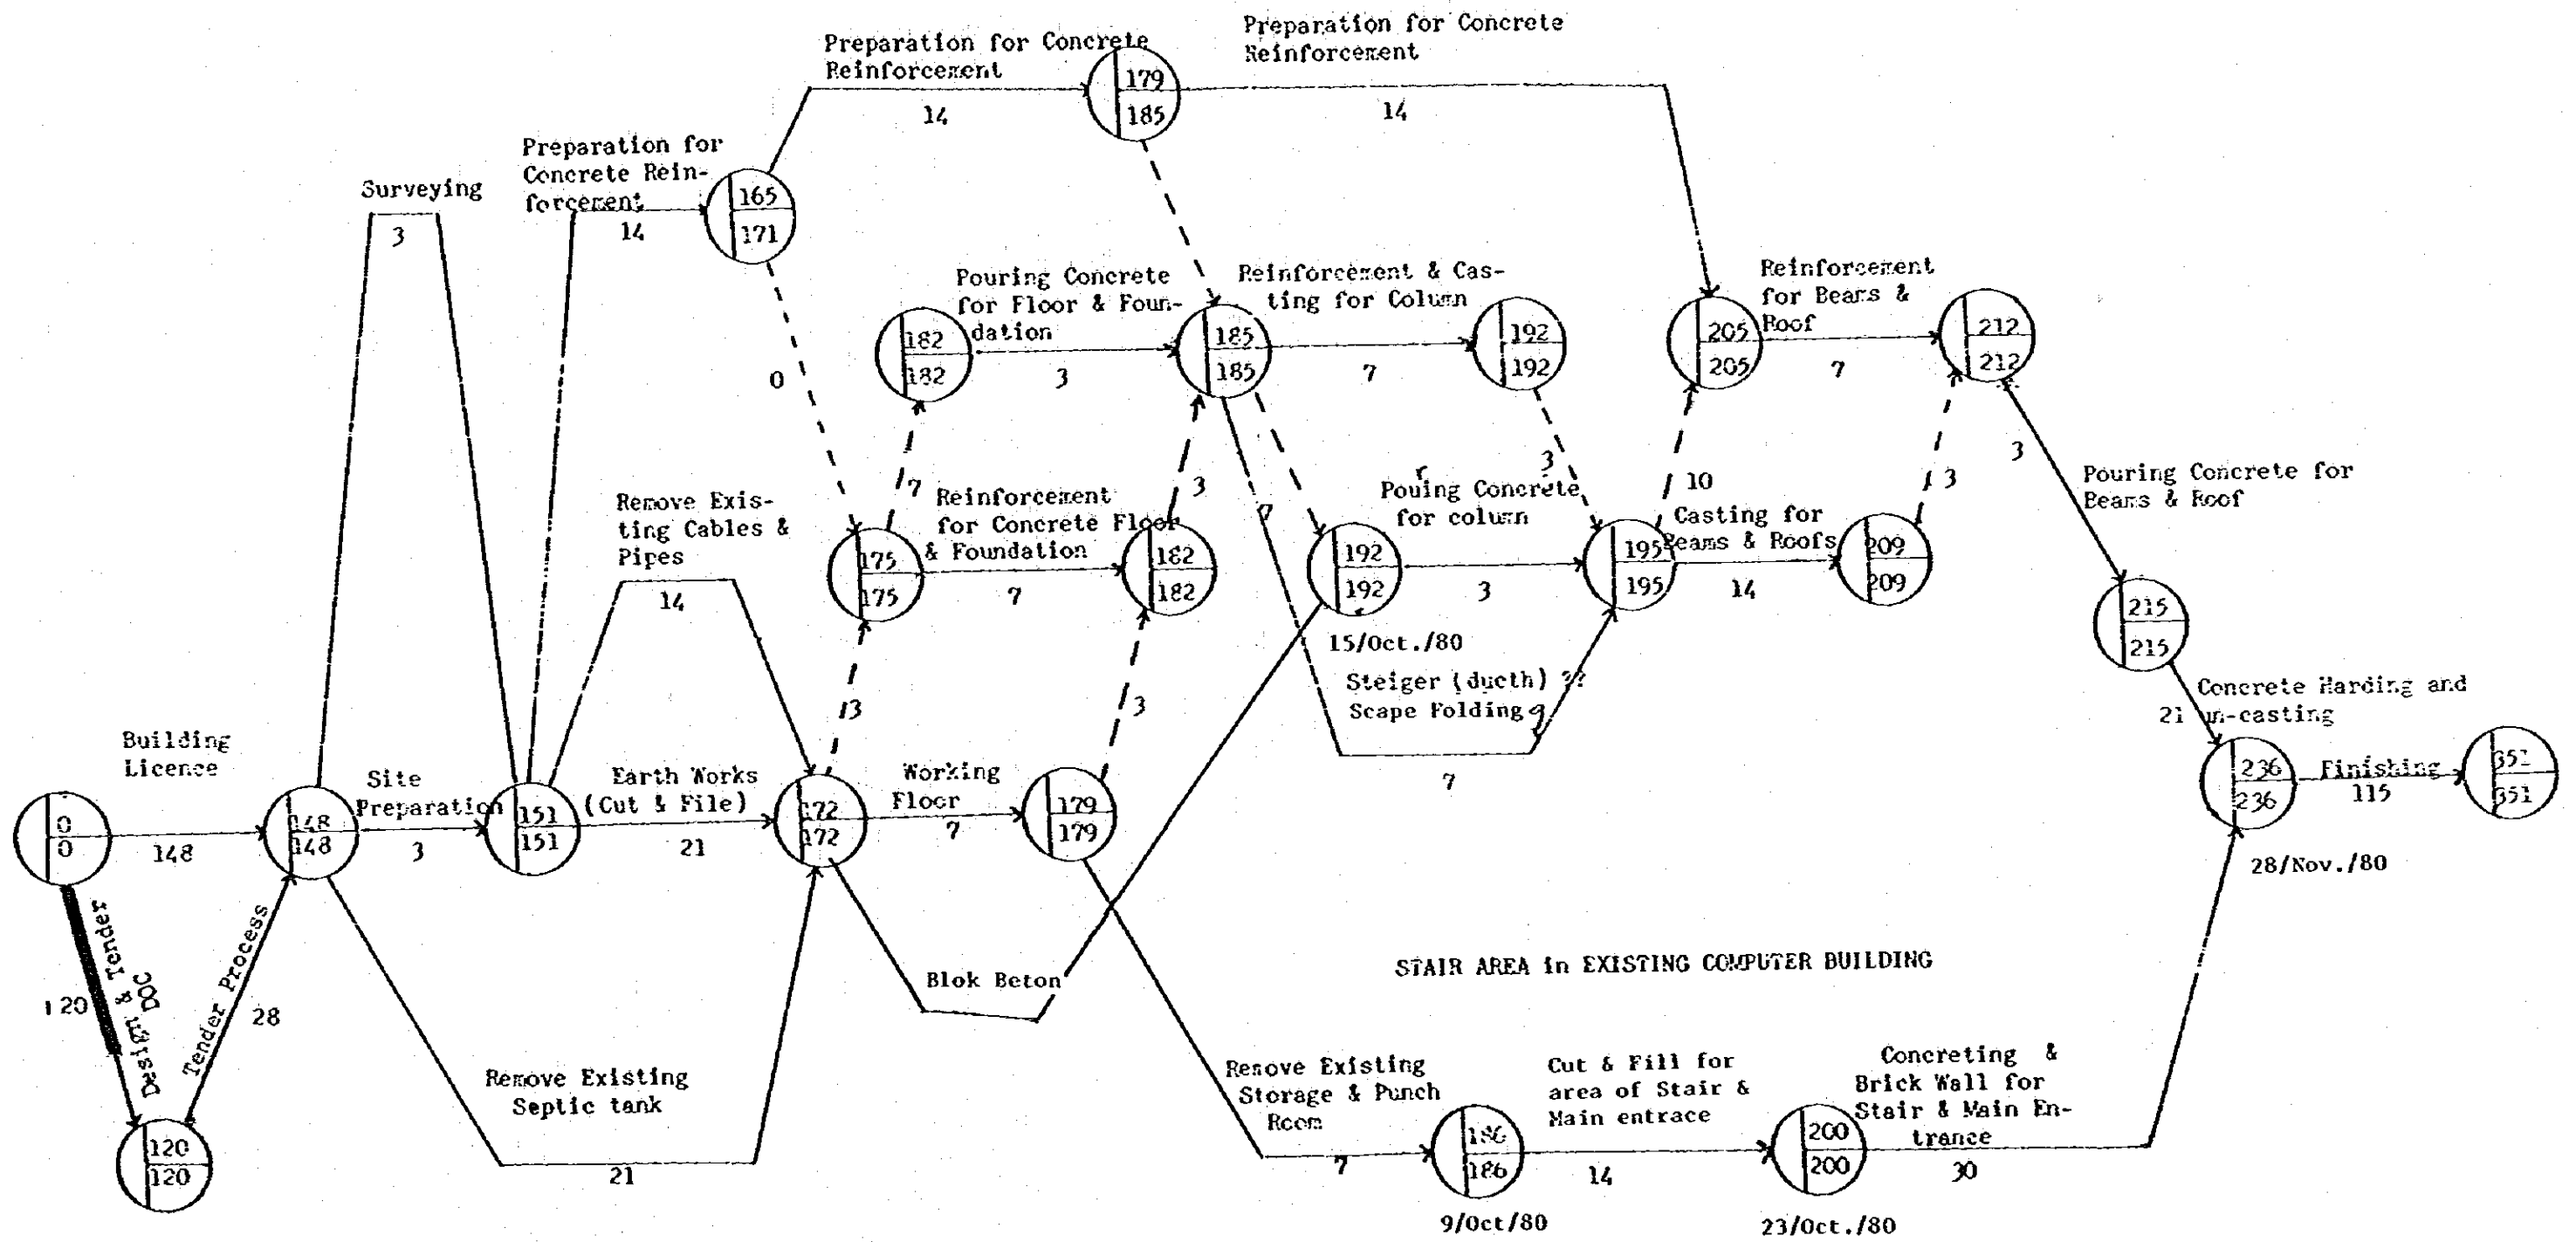 Preparation for Concrete
Reinforcement
14
179
185
Preparation for Concrete
Reinforcement
14
Surveying
3
Preparation for
Concrete Rein-
forcement
14
165
171
0
Pouring Concrete
for Floor & Foun-
dation
182
182
3
185
185
Reinforcement & Cas-
ting for Column
7
192
192
205
205
Reinforcement
for Beams &
Roof
7
212
212
Remove Exis-
ting Cables &
Pipes
14
175
175
7
Reinforcement
for Concrete Floor
& Foundation
7
182
182
3
7
192
192
15/Oct./80
Pouing Concrete
for column
3
3
195
195
10
Casting for
Beams & Roofs
14
209
209
3
3
Pouring Concrete for
Beams & Roof
215
215
Steiger (ducth) ??
Scape Folding
7
Concrete Harding and
un-casting
21
Building
Licence
0
0
148
148
148
Site
Preparation
3
151
151
Earth Works
(Cut & File)
21
172
172
13
Working
Floor
7
179
179
3
236
236
28/Nov./80
Finishing
115
351
351
Design & Tender
DOC
120
Tender Process
28
120
120
Remove Existing
Septic tank
21
Blok Beton
STAIR AREA in EXISTING COMPUTER BUILDING
Remove Existing
Storage & Punch
Room
7
186
186
9/Oct/80
Cut & Fill for
area of Stair &
Main entrace
14
200
200
23/Oct./80
Concreting &
Brick Wall for
Stair & Main En-
trance
30